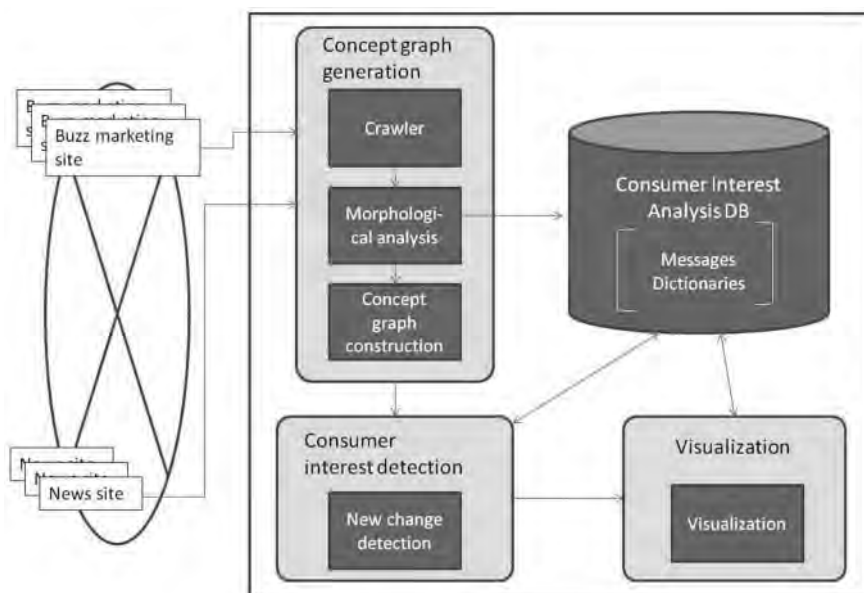 Concept graph
generation
Crawler
Morphologi-
cal analysis
Concept
graph
construction
Buzz marketing
site
News site
Consumer Interest
Analysis DB
Messages
Dictionaries
Consumer
interest detection
New change
detection
Visualization
Visualization